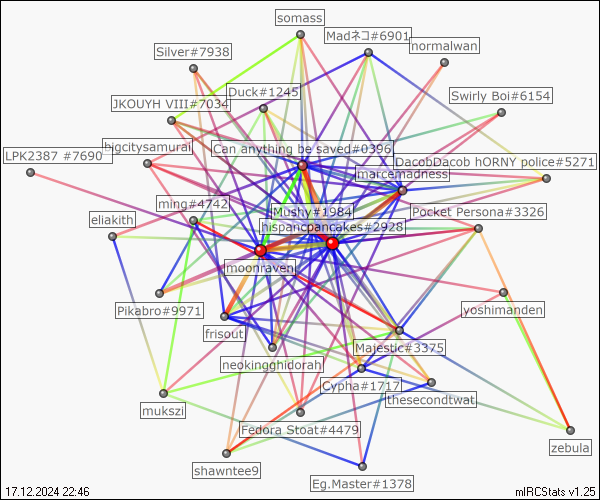 somass
Madネコ#6901
normalwan
Silver#7938
Duck#1245
Swirly Boi#6154
JKOUYH VIII#7034
bigcitysamurai
Can anything be saved#0396
LPK2387 #7690
DacobDacob hORNY police#5271
marcemadness
ming#4742
Mushy#1984
Pocket Persona#3326
eliakith
hispanicpancakes#2928
moonraveni
Pikabro#9971
yoshimanden
frisout
Majestic#3375
neokingghidorah
Cypha#1717
thesecondtwat
mukszi
Fedora Stoat#4479
zebula
shawntee9
Eg.Master#1378
17.12.2024 22:46
mIRCStats v1.25